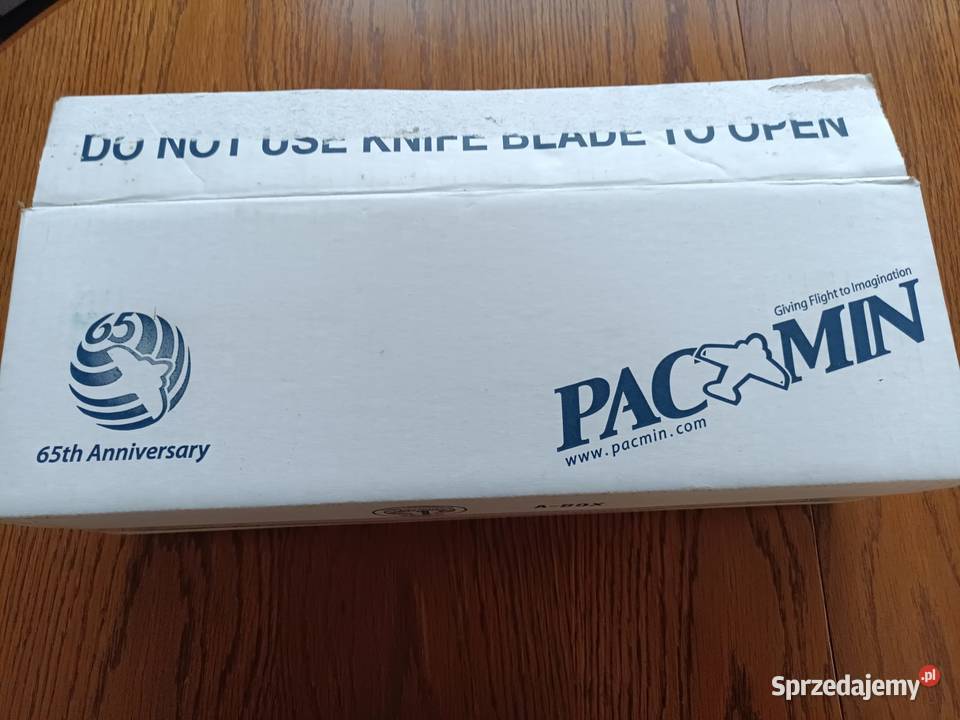 DO NOT USE KNIFE BLADE TO OPEN
65
65th Anniversary
Giving Flight to Imagination
PACMIN
www.pacmin.com
A-BOX
Sprzedajemy.pl